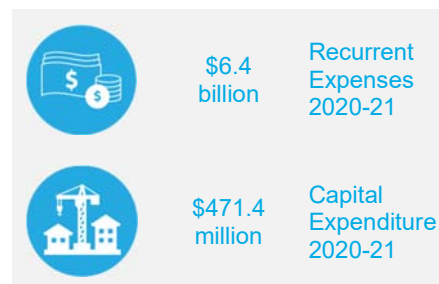 $6.4
billion
Recurrent
Expenses
2020-21
$471.4
million
Capital
Expenditure
2020-21